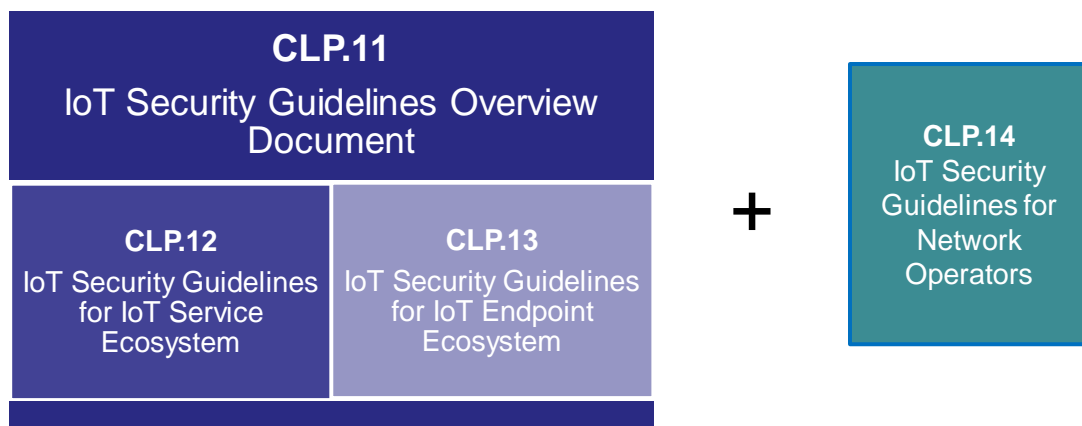 CLP.11
IoT Security Guidelines Overview
Document
CLP.12
IoT Security Guidelines
for IoT Service
Ecosystem
CLP.13
IoT Security Guidelines
for IoT Endpoint
Ecosystem
+
CLP.14
IoT Security
Guidelines for
Network
Operators